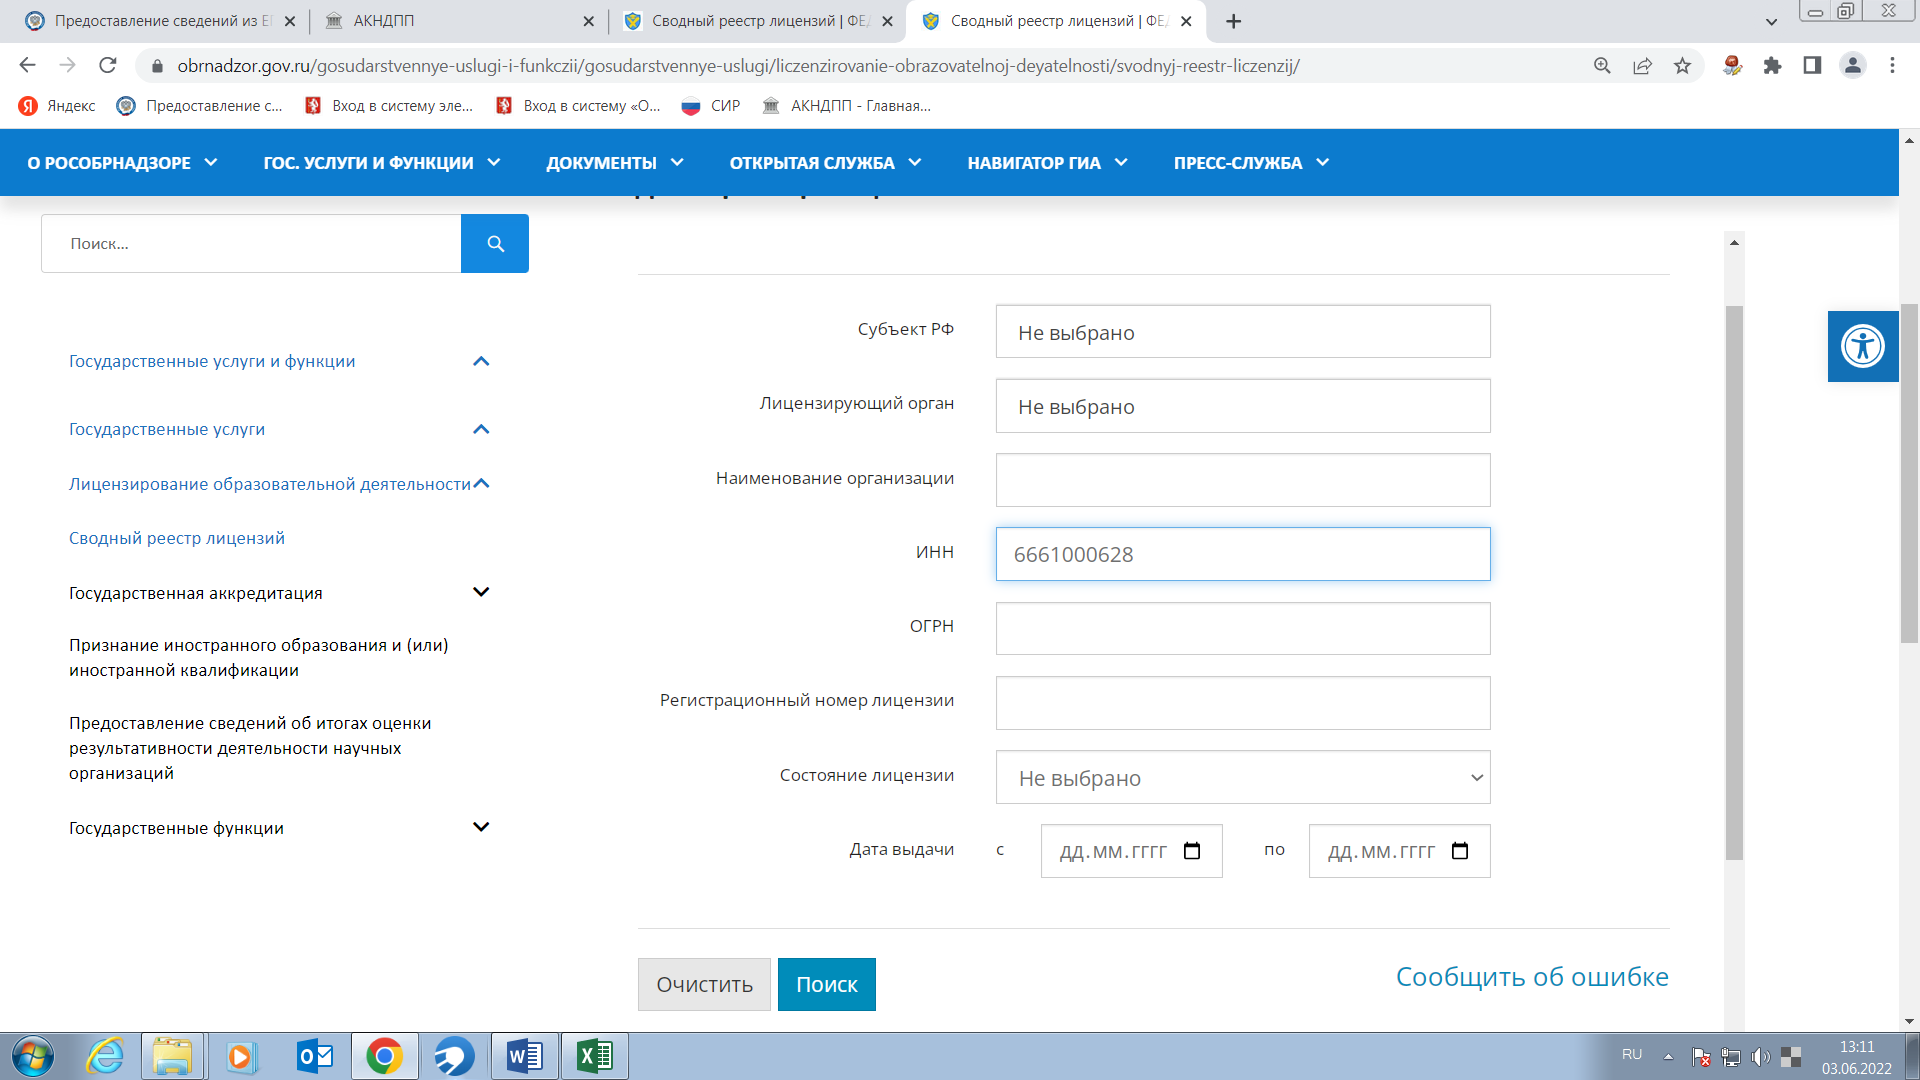 Предоставление сведений из ЕГ
АКНДПП
Сводный реестр лицензий | ФЕД
Сводный реестр лицензий | ФЕД
obrnadzor.gov.ru/gosudarstvennye-uslugi-i-funkczii/gosudarstvennye-uslugi/liczenzirovanie-obrazovatelnoj-deyatelnosti/svodnyj-reestr-liczenzij/
Яндекс
Предоставление с...
Вход в систему эле...
Вход в систему «О...
СИР
АКНДПП - Главная...
О РОСОБРНАДЗОРЕ
ГОС. УСЛУГИ И ФУНКЦИИ
ДОКУМЕНТЫ
ОТКРЫТАЯ СЛУЖБА
НАВИГАТОР ГИА
ПРЕСС-СЛУЖБА
Поиск...
Государственные услуги и функции
Государственные услуги
Лицензирование образовательной деятельности
Сводный реестр лицензий
Государственная аккредитация
Признание иностранного образования и (или)
иностранной квалификации
Предоставление сведений об итогах оценки
результативности деятельности научных
организаций
Государственные функции
Субъект РФ
Не выбрано
Лицензирующий орган
Не выбрано
Наименование организации
ИНН
6661000628
ОГРН
Регистрационный номер лицензии
Состояние лицензии
Не выбрано
Дата выдачи
с
ДД.ММ.ГГГГ
по
ДД.ММ.ГГГГ
Очистить
Поиск
Сообщить об ошибке
RU
13:11
03.06.2022